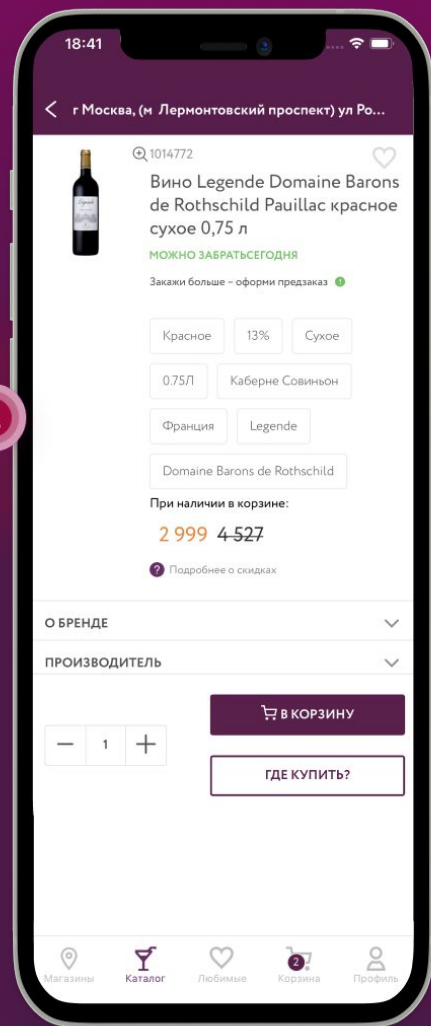 18:41
г Москва, (м Лермонтовский проспект) ул Ро...
1014772
Вино Legende Domaine Barons
de Rothschild Pauillac красное
сухое 0,75 л
МОЖНО ЗАБРАТЬСЕГОДНЯ
Закажи больше – оформи предзаказ
Красное 13% Сухое
0.75Л Каберне Совиньон
Франция Legende
Domaine Barons de Rothschild
При наличии в корзине:
2 999 4 527
? Подробнее о скидках
О БРЕНДЕ
ПРОИЗВОДИТЕЛЬ
В КОРЗИНУ
1
ГДЕ КУПИТЬ?
2
Магазины Каталог Любимые Корзина Профиль